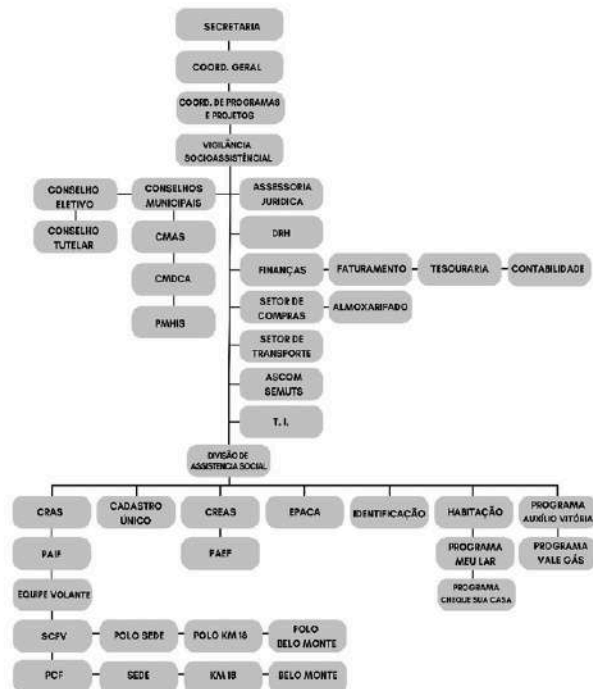 SECRETARIA
COORD. GERAL
COORD. DE PROGRAMAS
E PROJETOS
VIGILÂNCIA
SOCIOASSISTÊNCIAL
CONSELHO
ELETIVO
CONSELHOS
MUNICIPAIS
ASSESSORIA
JURIDICA
CONSELHO
TUTELAR
CMAS
DRH
CMDCA
FINANÇAS
FATURAMENTO
TESOURARIA
CONTABILIDADE
PMHIS
SETOR DE
COMPRAS
ALMOXARIFADO
SETOR DE
TRANSPORTE
ASCOM
SEMUTS
T. I.
DIVISÃO DE
ASSISTENCIA SOCIAL
CRAS
CADASTRO
ÚNICO
CREAS
EPACA
IDENTIFICAÇÃO
HABITAÇÃO
PROGRAMA
AUXÍLIO VITÓRIA
PAIF
PAEF
PROGRAMA
MEU LAR
PROGRAMA
VALE GÁS
EQUIPE VOLANTE
PROGRAMA
CHEQUE SUA CASA
SCFV
POLO SEDE
POLO KM 18
POLO
BELO MONTE
PCF
SEDE
KM 18
BELO MONTE